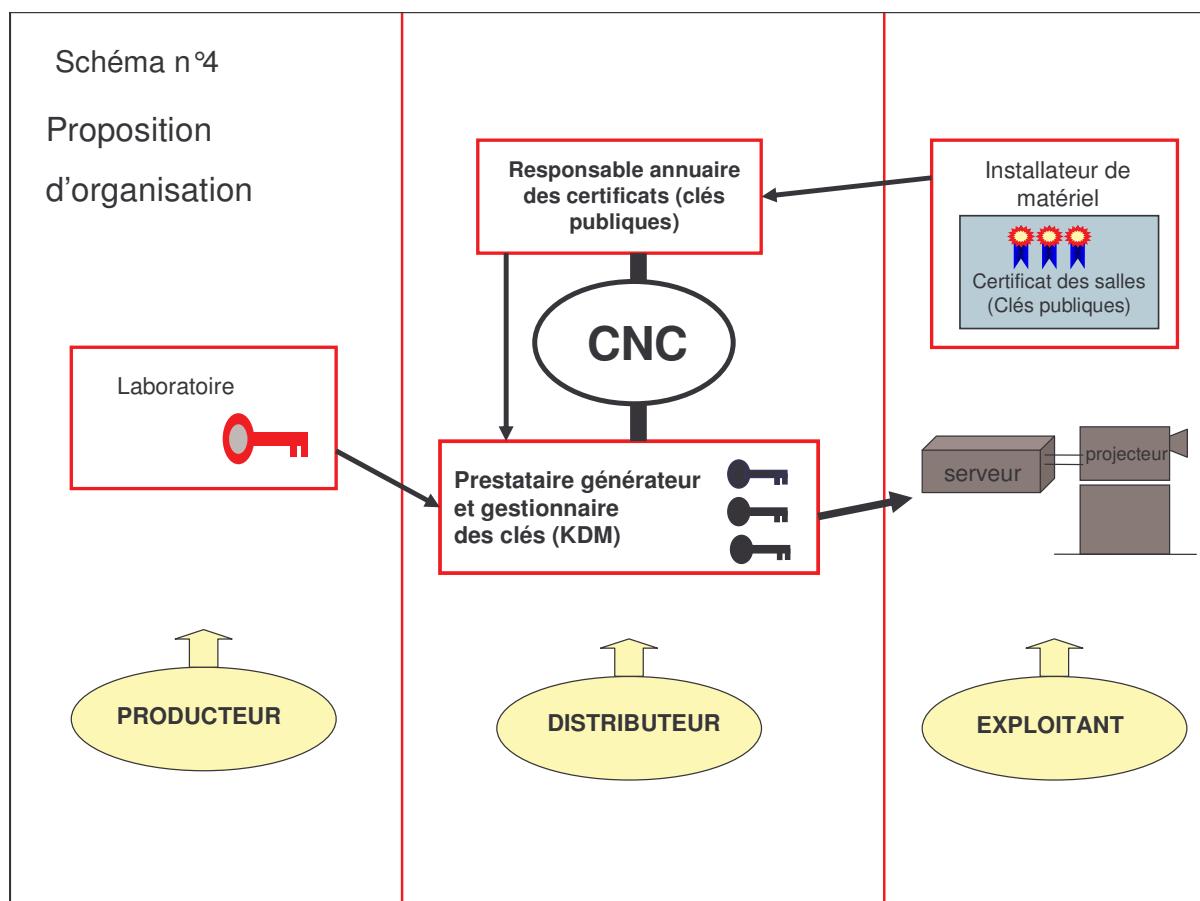 Schéma n°4
Proposition
d'organisation
Responsable annuaire
des certificats (clés
publiques)
Installateur de
matériel
Certificat des salles
(Clés publiques)
CNC
Laboratoire
Prestataire générateur
et gestionnaire
des clés (KDM)
serveur
projecteur
PRODUCTEUR
DISTRIBUTEUR
EXPLOITANT